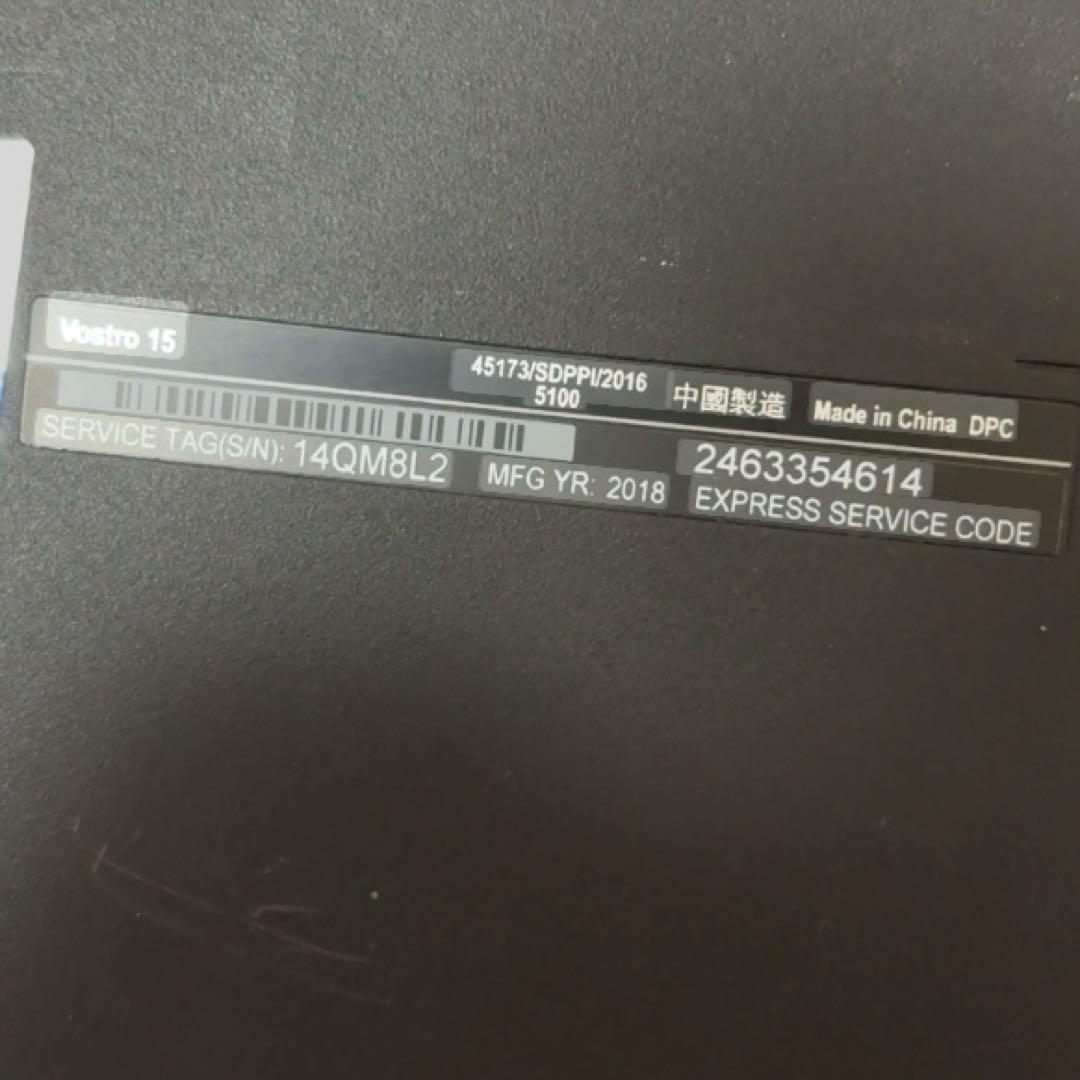 Vostro 15
45173/SDPPI/2016
5100
中國製造
Made in China DPC
SERVICE TAG(S/N): 14QM8L2
MFG YR: 2018
2463354614
EXPRESS SERVICE CODE